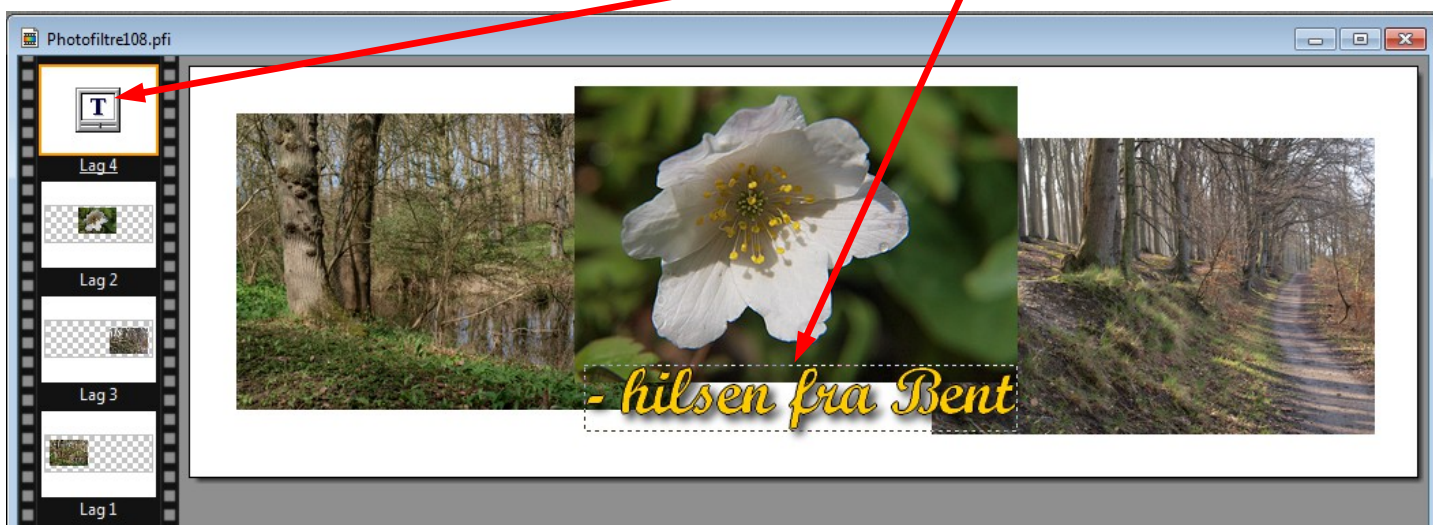 Photofiltre108.pfi
T
Lag 4
Lag 2
Lag 3
Lag 1
- hilsen fra Bent